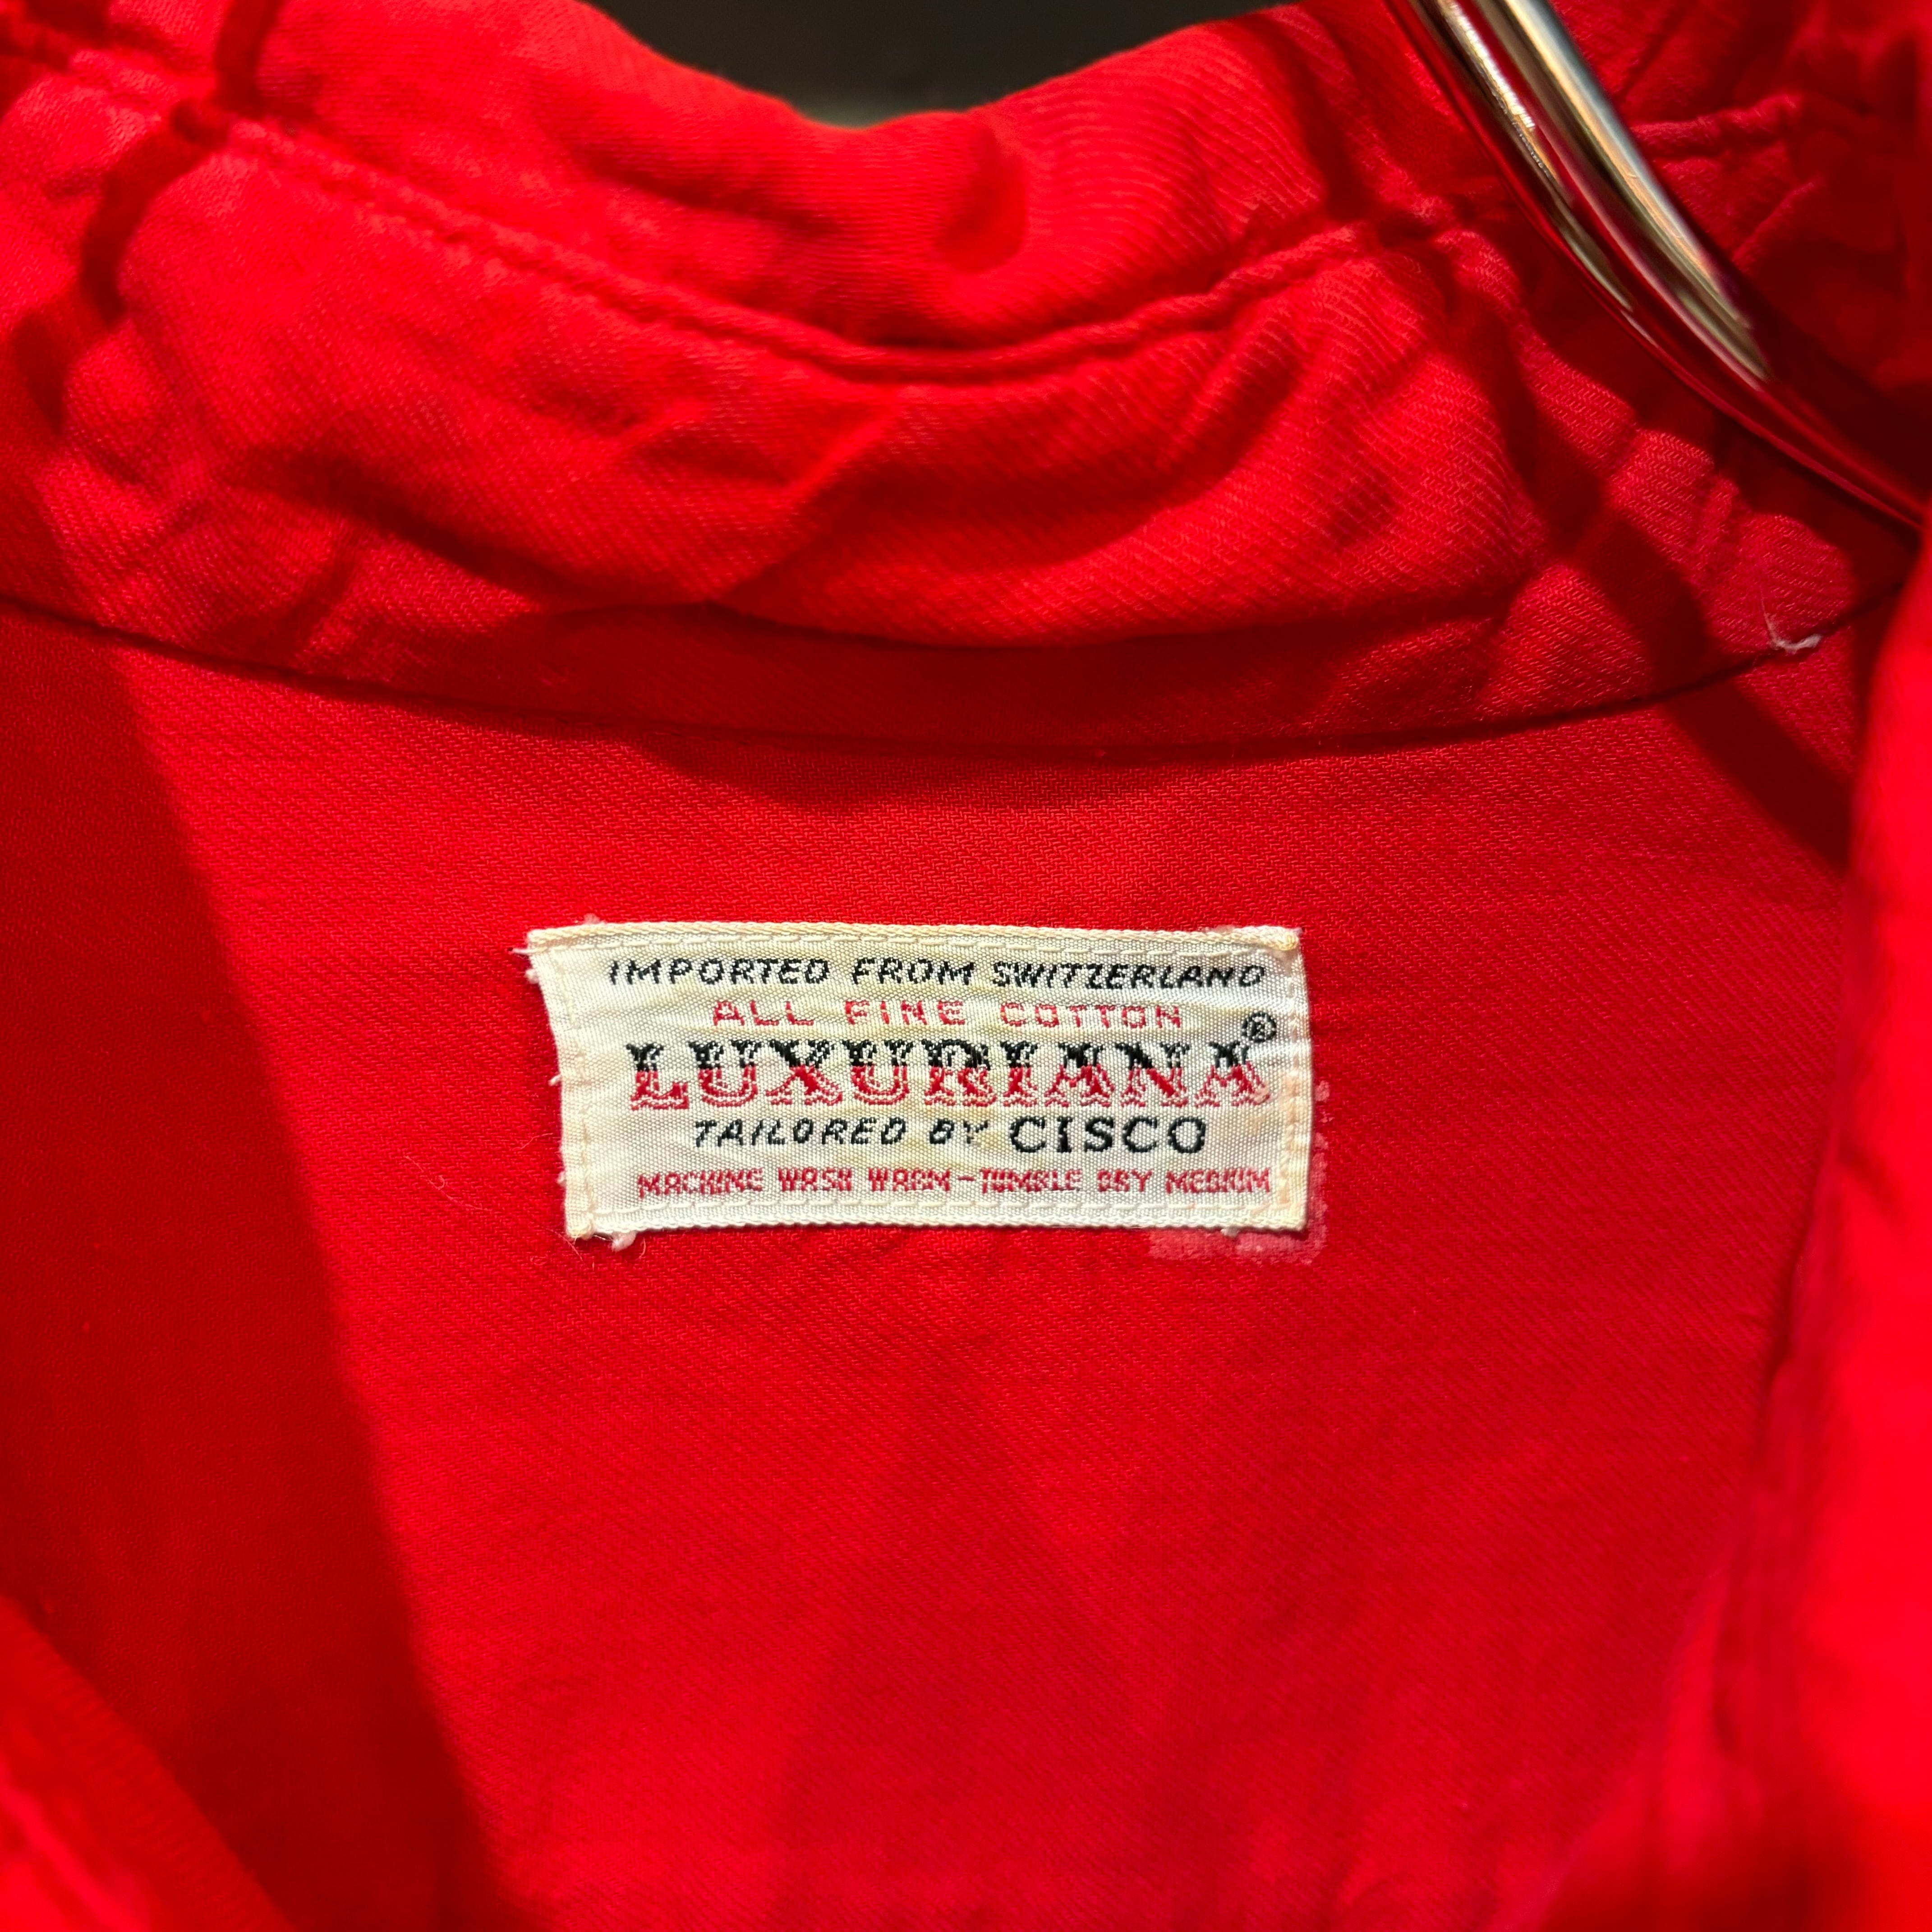 IMPORTED FROM SWITZERLAND
ALL FINE COTTON
LUXURIANA®
TAILORED BY CISCO
MACHINE WASH WARM-TUMBLE DRY MEDIUM